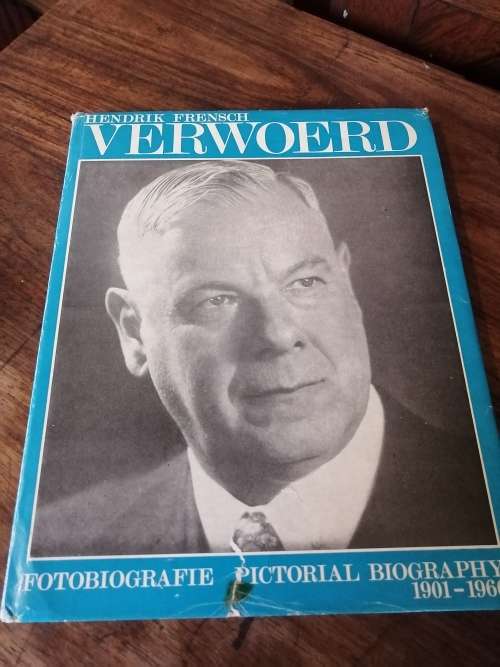 HENDRIK FRENSCH
VERWOERD
FOTOBIOGRAFIE PICTORIAL BIOGRAPHY
1901-1966